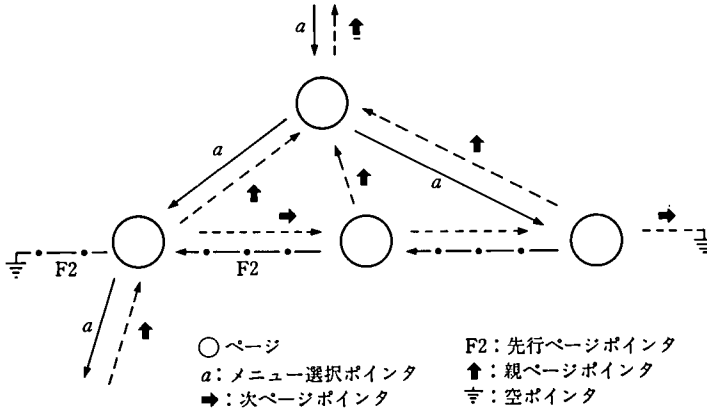 a
a
a
F2
F2
a
○ページ
a：メニュー選択ポインタ
➡：次ページポインタ
F2：先行ページポインタ
⬆：親ページポインタ
⏚：空ポインタ